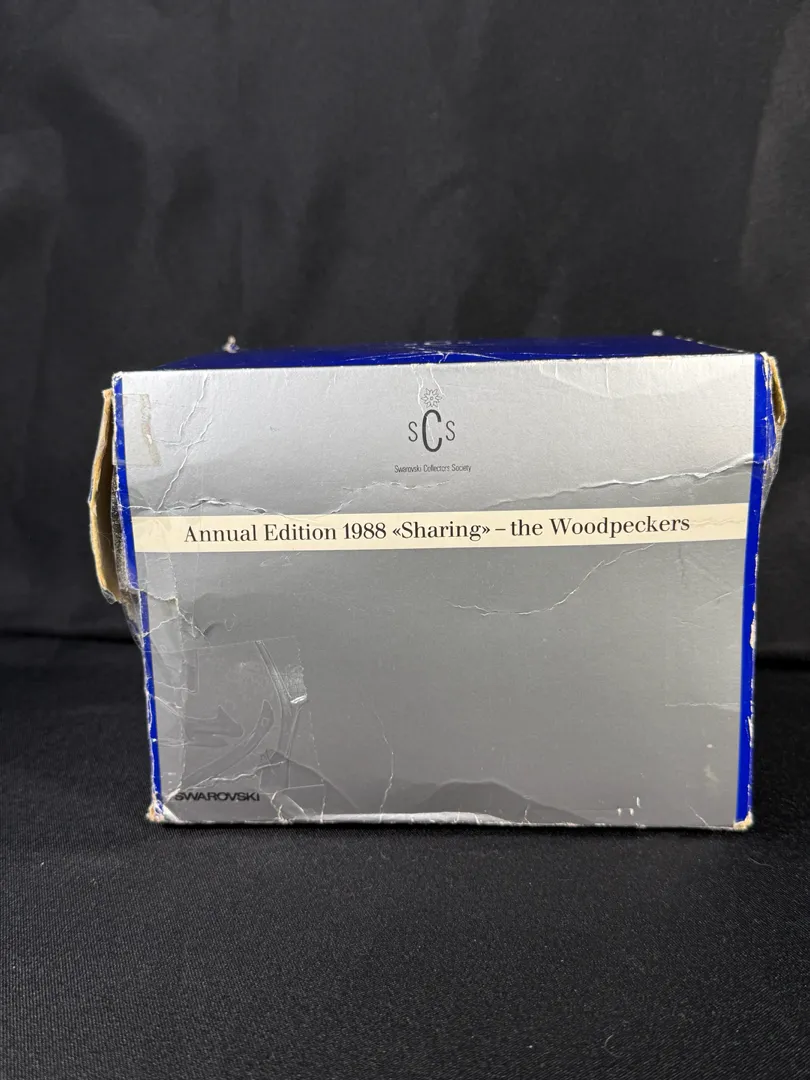 SCS
Swarovski Collectors Society
Annual Edition 1988 «Sharing» – the Woodpeckers
SWAROVSKI